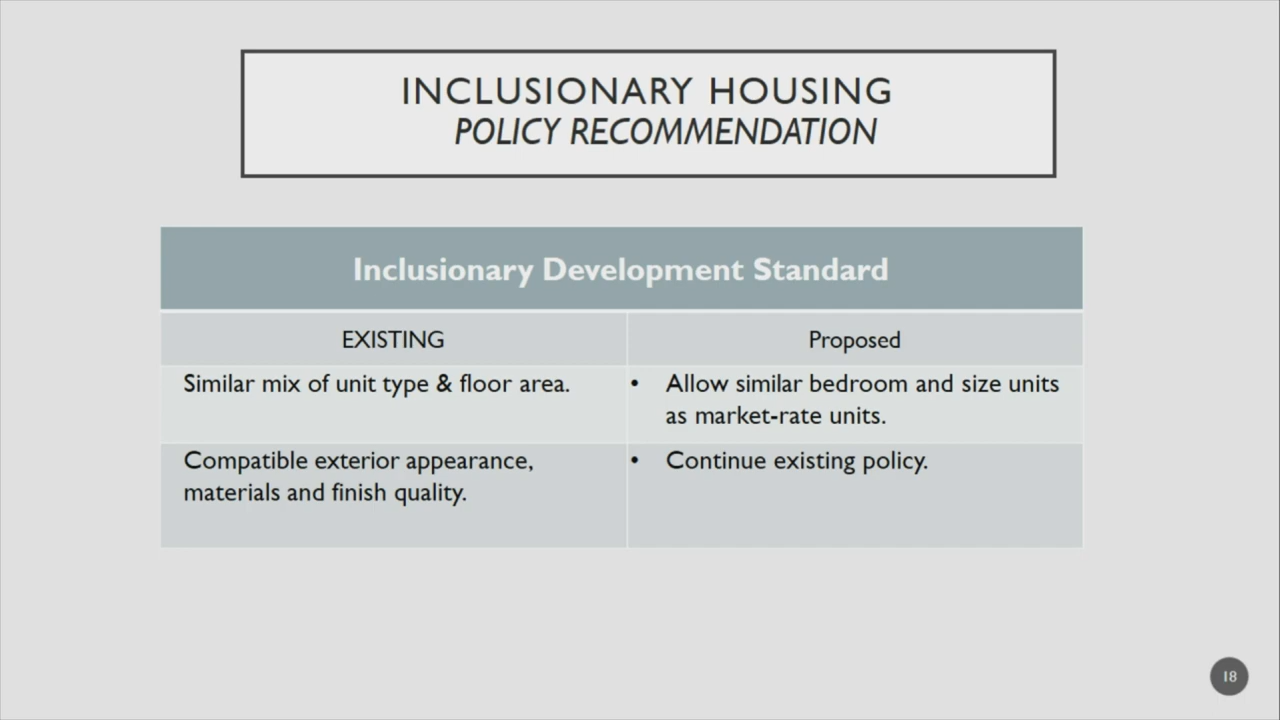 INCLUSIONARY HOUSING
POLICY RECOMMENDATION
Inclusionary Development Standard
EXISTING
Proposed
Similar mix of unit type & floor area.
• Allow similar bedroom and size units
as market-rate units.
Compatible exterior appearance,
materials and finish quality.
• Continue existing policy.
18